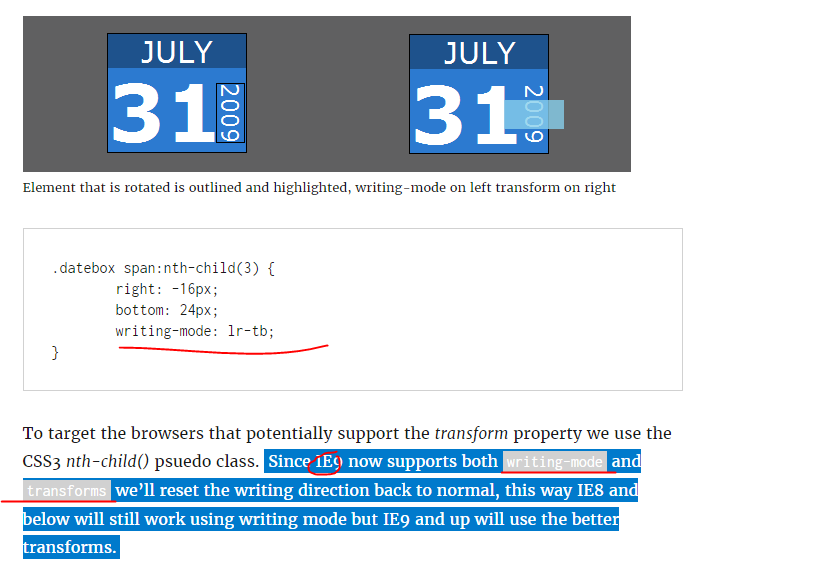 JULY JULY
31 2009 31 2009
Element that is rotated is outlined and highlighted, writing-mode on left transform on right
.datebox span:nth-child(3) {
right: -16px;
bottom: 24px;
writing-mode: lr-tb;
}
To target the browsers that potentially support the transform property we use the
CSS3 nth-child() psuedo class. Since IE9 now supports both writing-mode and
transforms we’ll reset the writing direction back to normal, this way IE8 and
below will still work using writing mode but IE9 and up will use the better
transforms.